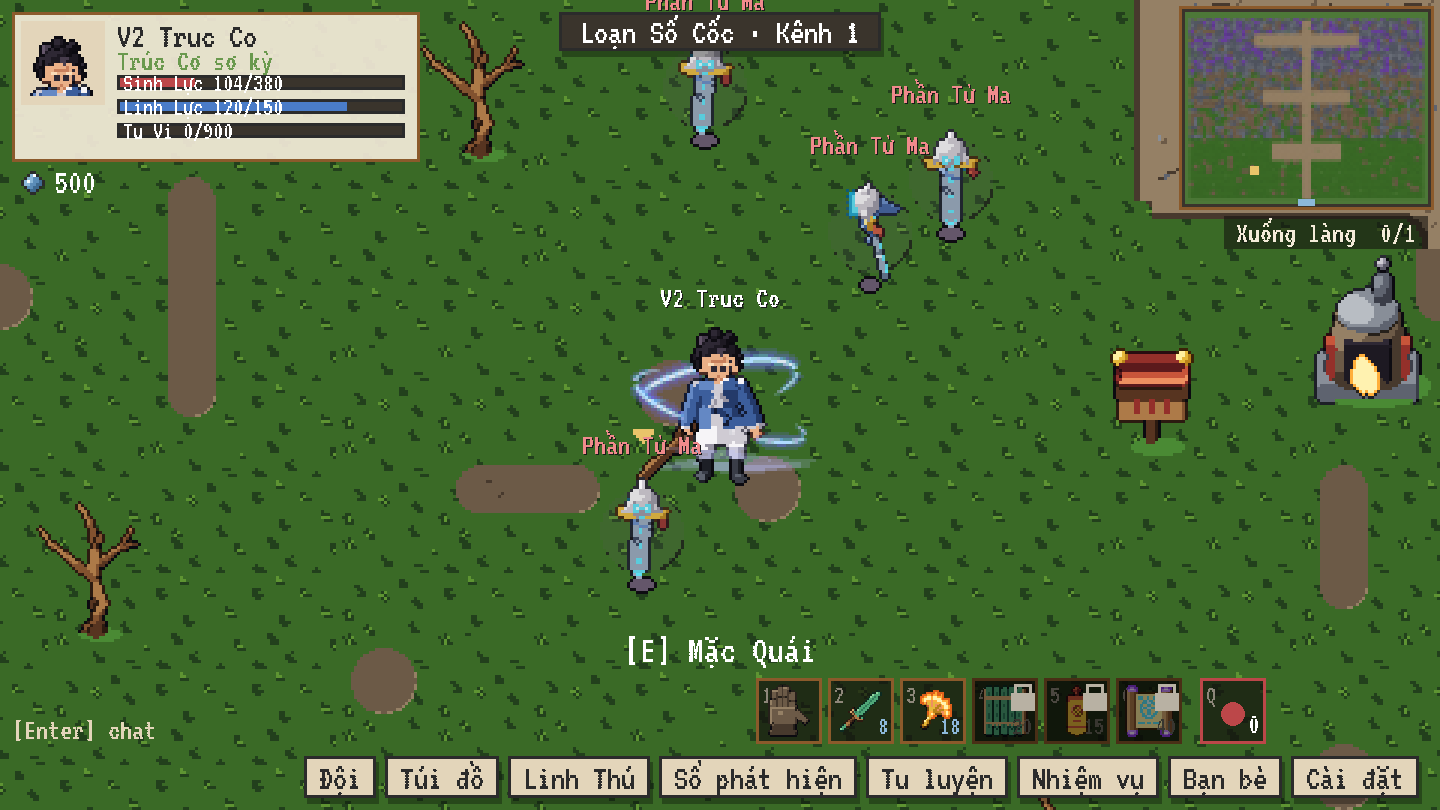 Phần Tử Ma
V2 Truc Co
Trúc Cơ sơ kỳ
Sinh Lực 104/380
Linh Lực 120/150
Tu Vi 0/900
Loạn Số Cốc · Kênh 1
500
Phần Tử Ma
Phần Tử Ma
Xuống làng 0/1
V2 Truc Co
Phần Tử Ma
[E] Mặc Quái
1
2
8
3
18
5
15
Q
0
[Enter] chat
Đội
Túi đồ
Linh Thú
Sổ phát hiện
Tu luyện
Nhiệm vụ
Bạn bè
Cài đặt